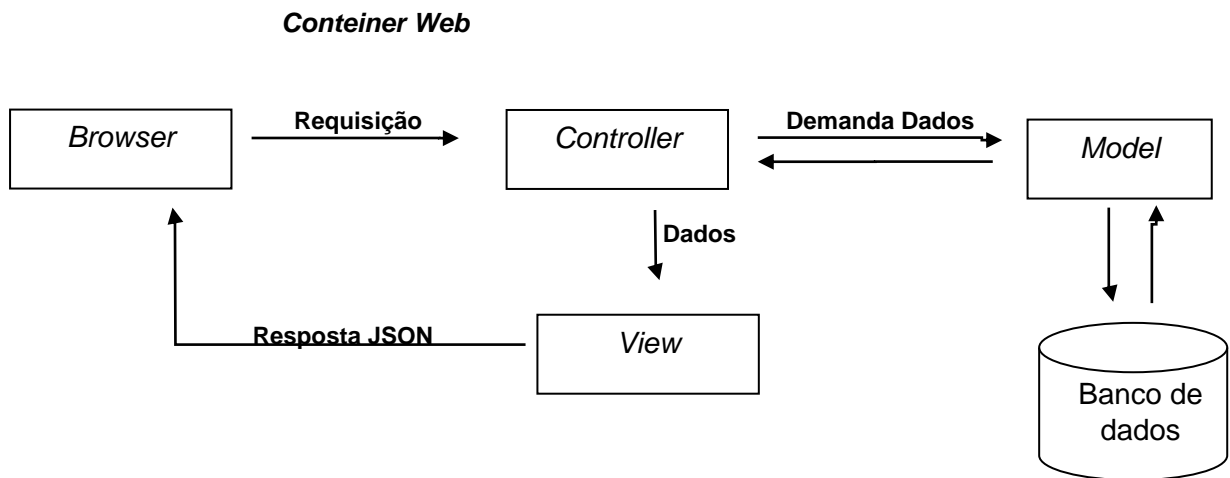 Conteiner Web
Browser
Requisição
Controller
Demanda Dados
Model
Dados
Resposta JSON
View
Banco de
dados